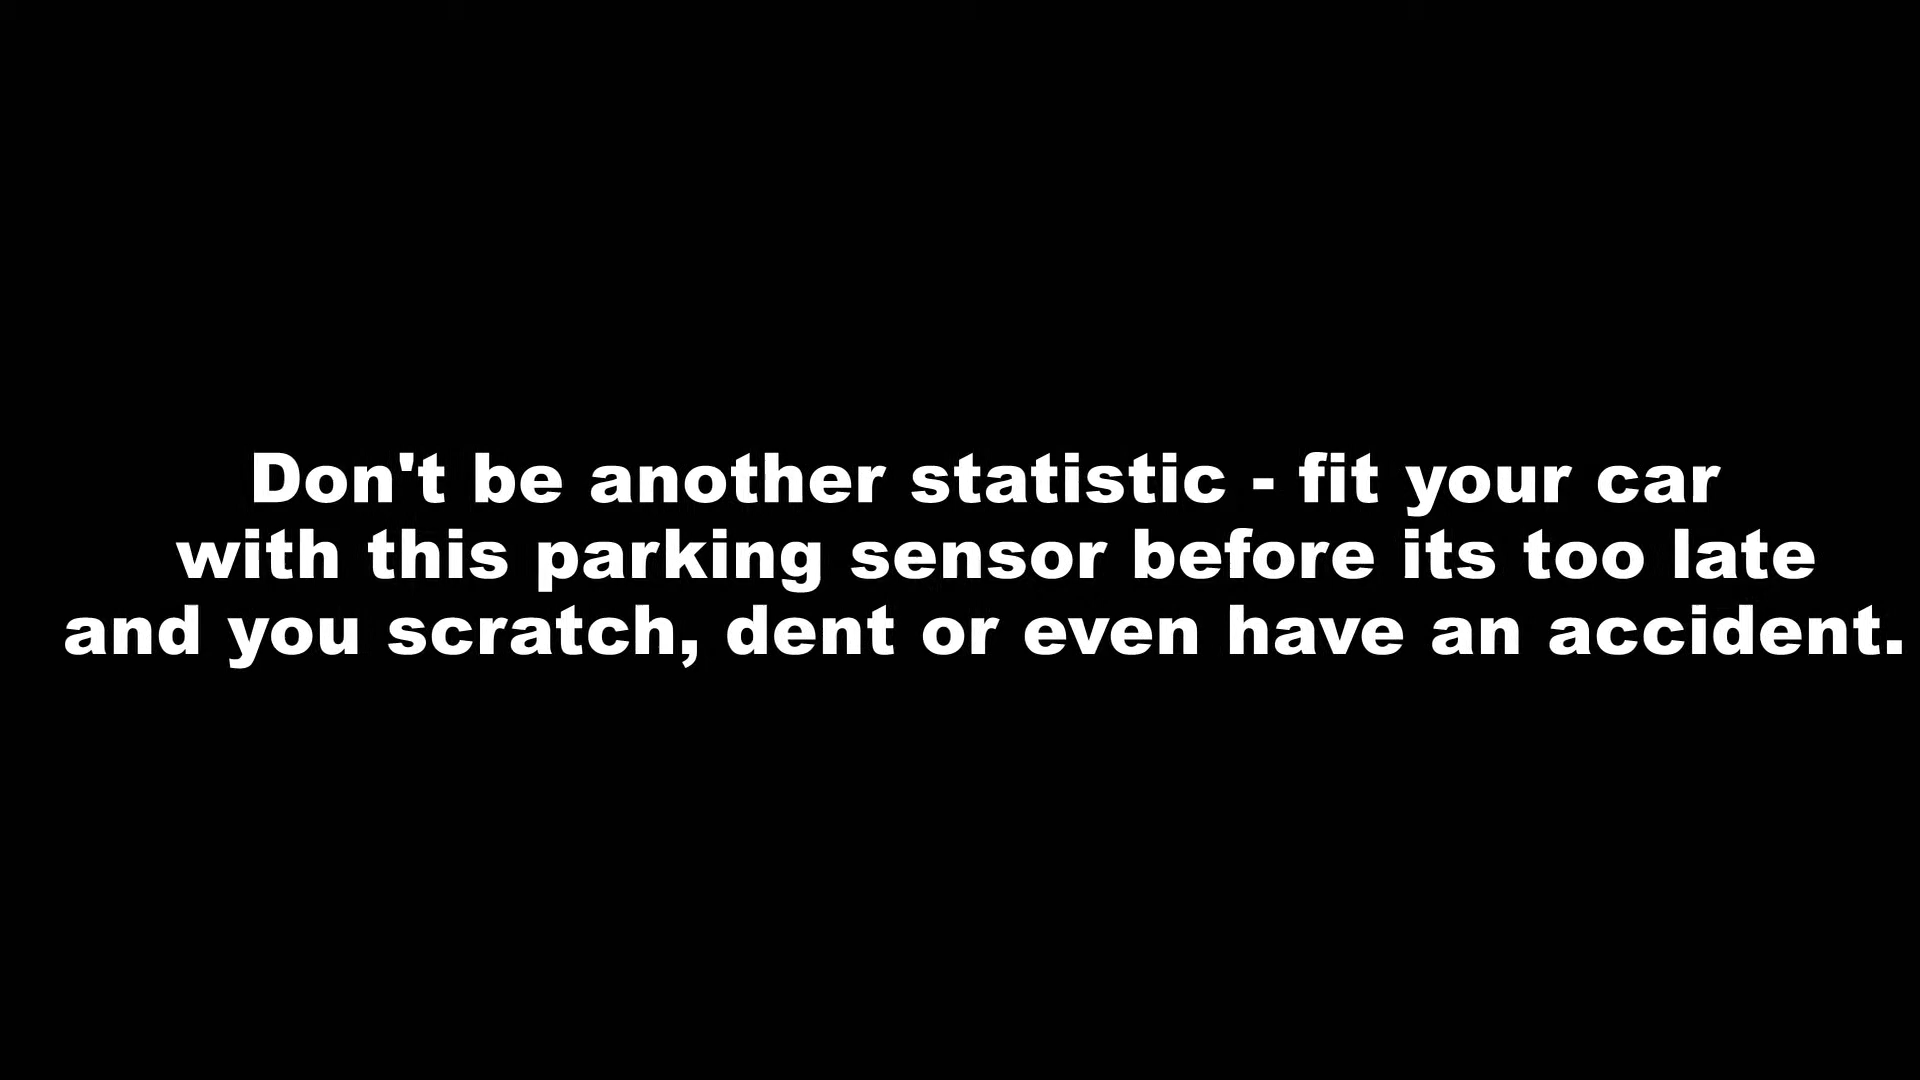 Don't be another statistic - fit your car
with this parking sensor before its too late
and you scratch, dent or even have an accident.